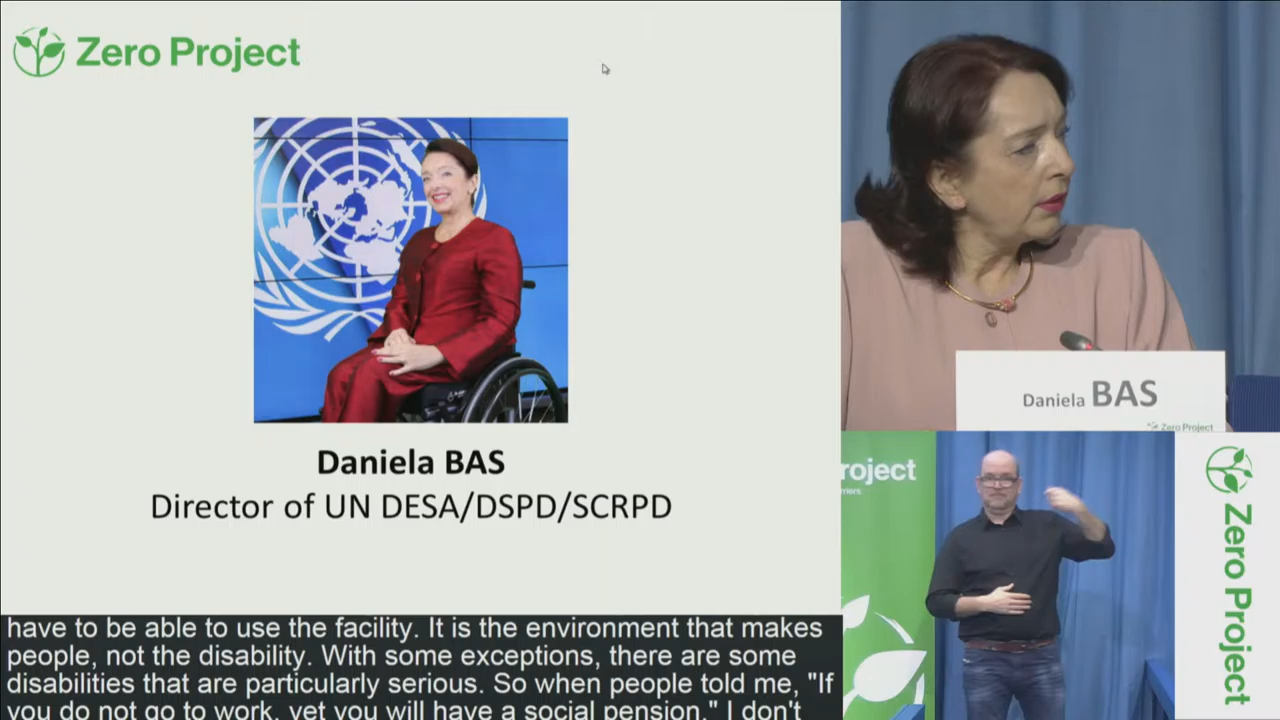 Zero Project
Daniela BAS
Director of UN DESA/DSPD/SCRPD
have to be able to use the facility. It is the environment that makes
people, not the disability. With some exceptions, there are some
disabilities that are particularly serious. So when people told me, "If
you do not go to work, yet you will have a social pension," I don't
Daniela BAS
Zero Project
roject
rriers
Zero Project